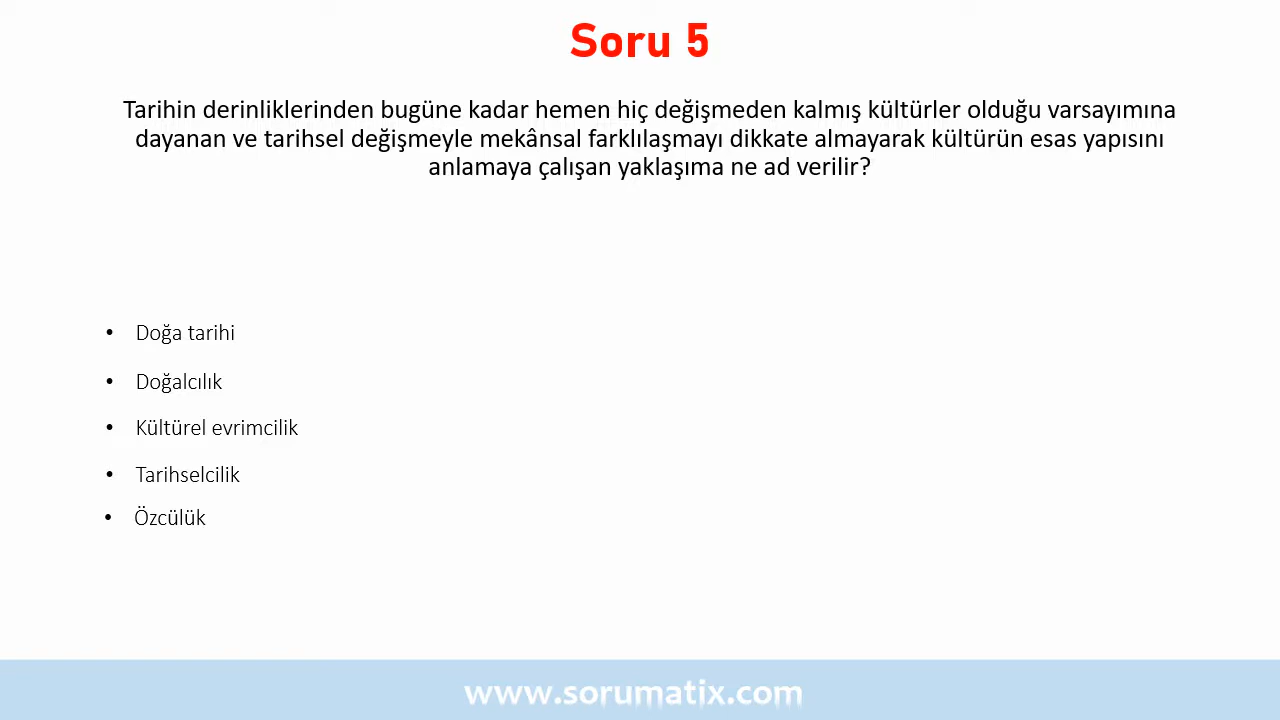 Soru 5
Tarihin derinliklerinden bugüne kadar hemen hiç değişmeden kalmış kültürler olduğu varsayımına
dayanan ve tarihsel değişmeyle mekânsal farklılaşmayı dikkate almayarak kültürün esas yapısını
anlamaya çalışan yaklaşıma ne ad verilir?
• Doğa tarihi
• Doğalcılık
• Kültürel evrimcilik
• Tarihselcilik
• Özcülük
www.sorumatix.com